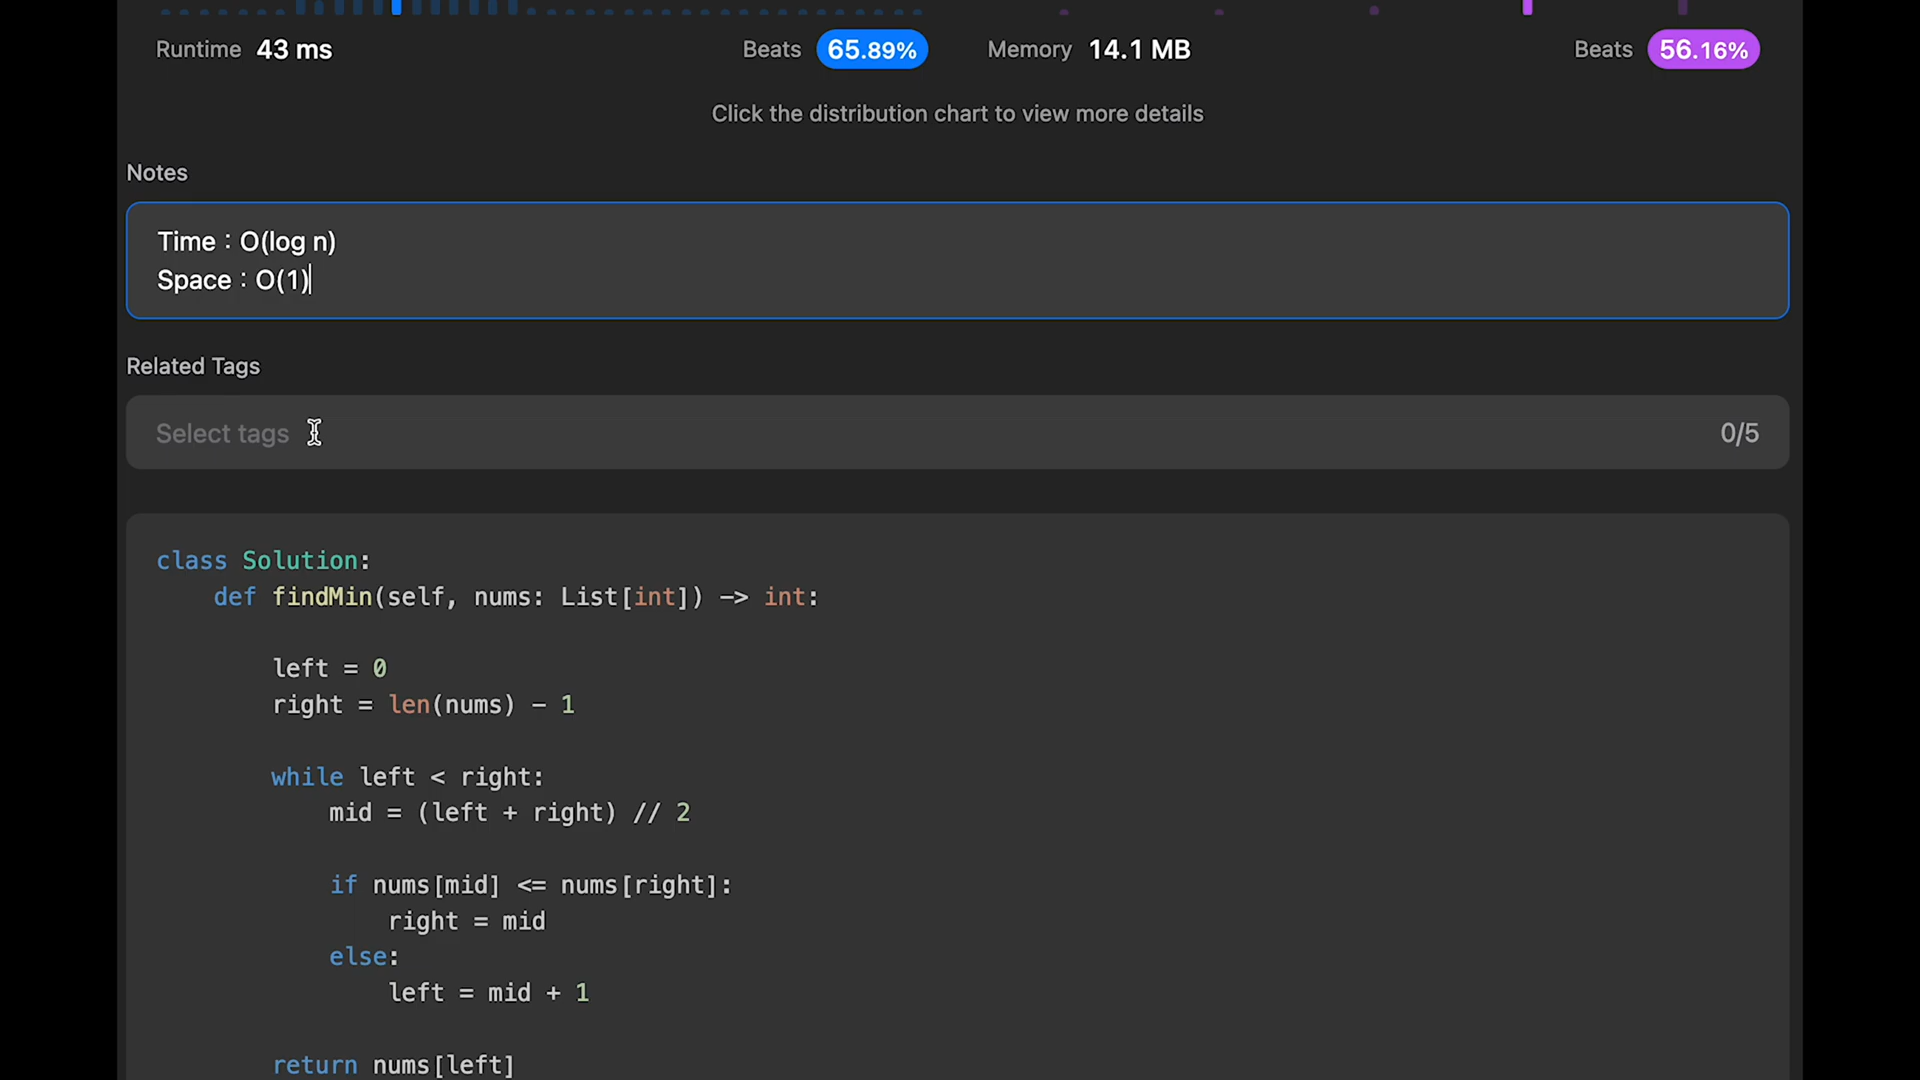 Runtime 43 ms Beats 65.89% Memory 14.1 MB Beats 56.16%
Click the distribution chart to view more details
Notes
Time : O(log n)
Space : O(1)
Related Tags
Select tags 0/5
class Solution:
    def findMin(self, nums: List[int]) -> int:
        left = 0
        right = len(nums) - 1
        while left < right:
            mid = (left + right) // 2
            if nums[mid] <= nums[right]:
                right = mid
            else:
                left = mid + 1
        return nums[left]